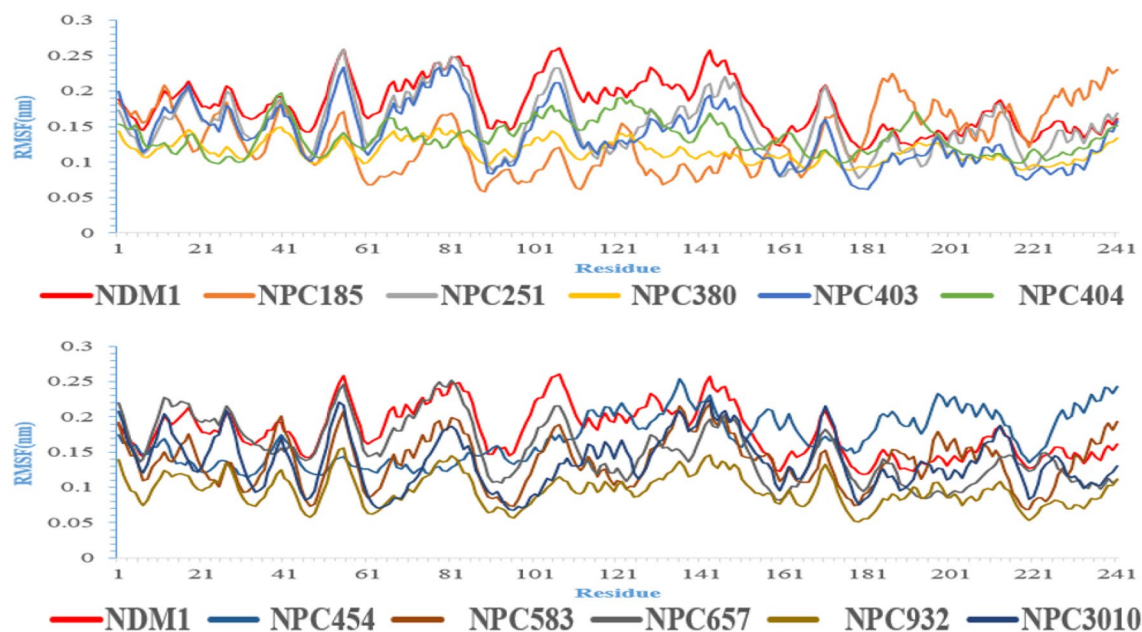 0.3
0.25
0.2
0.15
0.1
0.05
0
RMSF(nm)
1 21 41 61 81 101 121 141 161 181 201 221 241
Residue
NDM1 NPC185 NPC251 NPC380 NPC403 NPC404
0.3
0.25
0.2
0.15
0.1
0.05
0
RMSF(nm)
1 21 41 61 81 101 121 141 161 181 201 221 241
Residue
NDM1 NPC454 NPC583 NPC657 NPC932 NPC3010